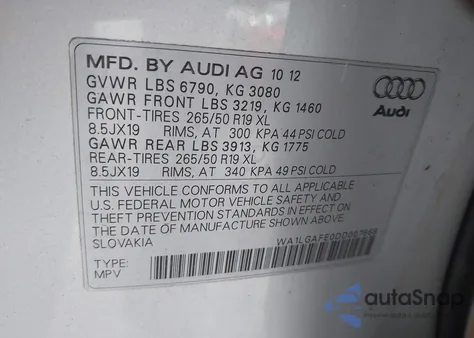 MFD. BY AUDI AG 10 12
GVWR LBS 6790, KG 3080
GAWR FRONT LBS 3219, KG 1460
FRONT-TIRES 265/50 R19 XL
8.5JX19 RIMS, AT 300 KPA 44 PSI COLD
GAWR REAR LBS 3913, KG 1775
REAR-TIRES 265/50 R19 XL
8.5JX19 RIMS, AT 340 KPA 49 PSI COLD
Audi
THIS VEHICLE CONFORMS TO ALL APPLICABLE
U.S. FEDERAL MOTOR VEHICLE SAFETY AND
THEFT PREVENTION STANDARDS IN EFFECT ON
THE DATE OF MANUFACTURE SHOWN ABOVE.
SLOVAKIA
TYPE:
MPV
autaSnap